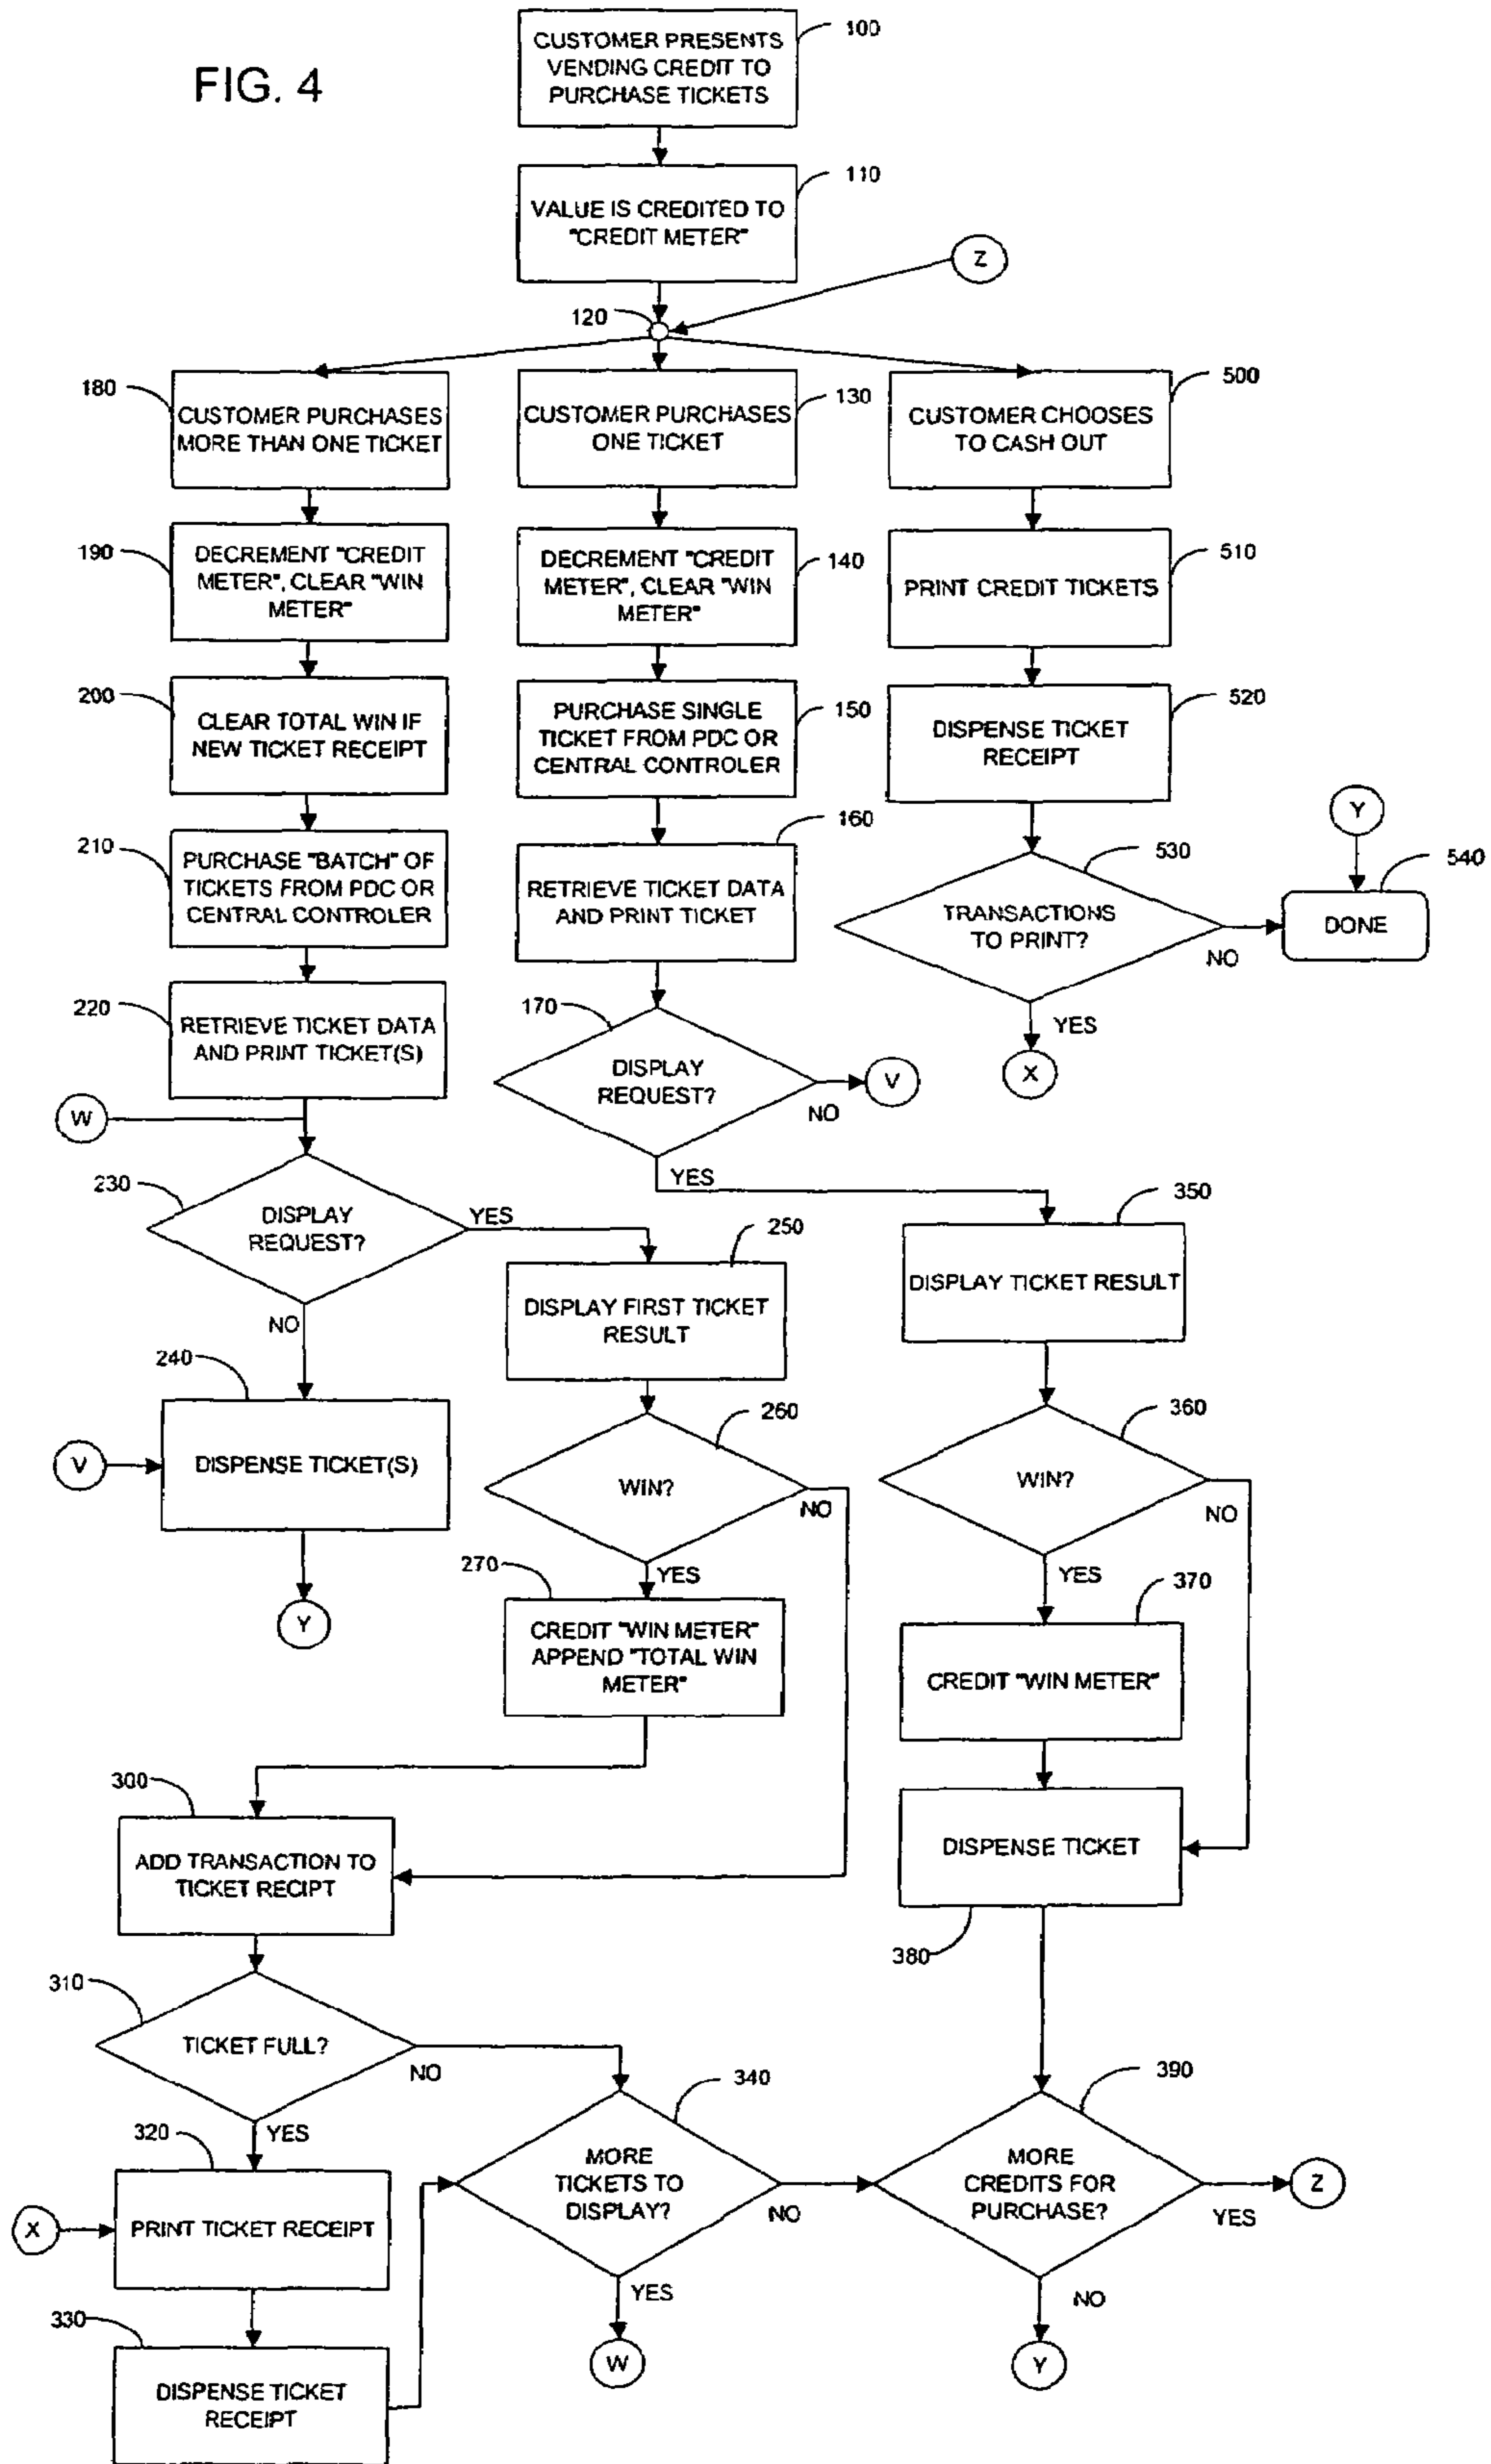 FIG. 4
100
CUSTOMER PRESENTS
VENDING CREDIT TO
PURCHASE TICKETS
110
VALUE IS CREDITED TO
"CREDIT METER"
Z
120
180
CUSTOMER PURCHASES
MORE THAN ONE TICKET
130
CUSTOMER PURCHASES
ONE TICKET
500
CUSTOMER CHOOSES
TO CASH OUT
190
DECREMENT "CREDIT
METER", CLEAR "WIN
METER"
140
DECREMENT "CREDIT
METER", CLEAR "WIN
METER"
510
PRINT CREDIT TICKETS
200
CLEAR TOTAL WIN IF
NEW TICKET RECEIPT
150
PURCHASE SINGLE
TICKET FROM PDC OR
CENTRAL CONTROLER
520
DISPENSE TICKET
RECEIPT
210
PURCHASE "BATCH" OF
TICKETS FROM PDC OR
CENTRAL CONTROLER
160
RETRIEVE TICKET DATA
AND PRINT TICKET
530
TRANSACTIONS
TO PRINT?
NO
YES
X
Y
540
DONE
220
RETRIEVE TICKET DATA
AND PRINT TICKET(S)
170
DISPLAY
REQUEST?
NO
V
YES
W
230
DISPLAY
REQUEST?
YES
NO
250
DISPLAY FIRST TICKET
RESULT
350
DISPLAY TICKET RESULT
240
V
DISPENSE TICKET(S)
Y
260
WIN?
NO
YES
360
WIN?
NO
YES
270
CREDIT "WIN METER"
APPEND "TOTAL WIN
METER"
370
CREDIT "WIN METER"
300
ADD TRANSACTION TO
TICKET RECIPT
DISPENSE TICKET
380
310
TICKET FULL?
NO
YES
340
MORE
TICKETS TO
DISPLAY?
NO
YES
W
390
MORE
CREDITS FOR
PURCHASE?
YES
Z
NO
Y
320
X
PRINT TICKET RECEIPT
330
DISPENSE TICKET
RECEIPT